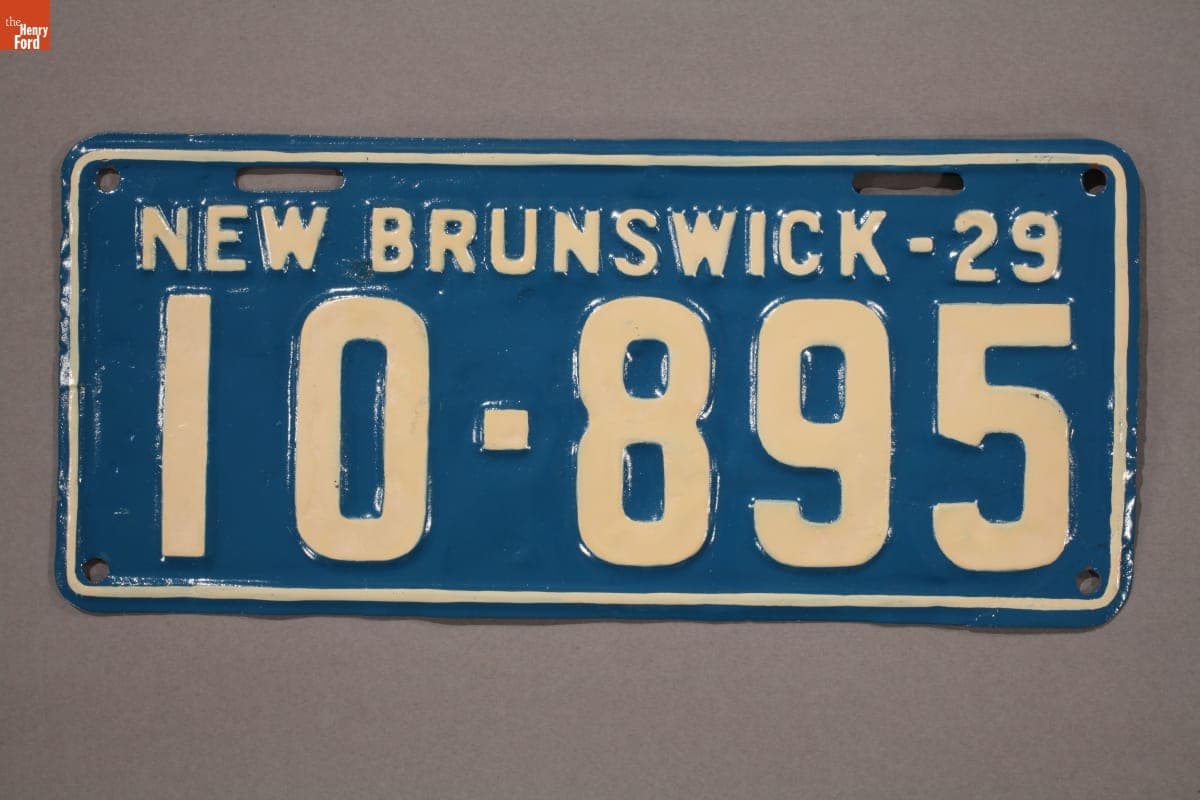 the
Henry
Ford
NEW BRUNSWICK-29
10-895